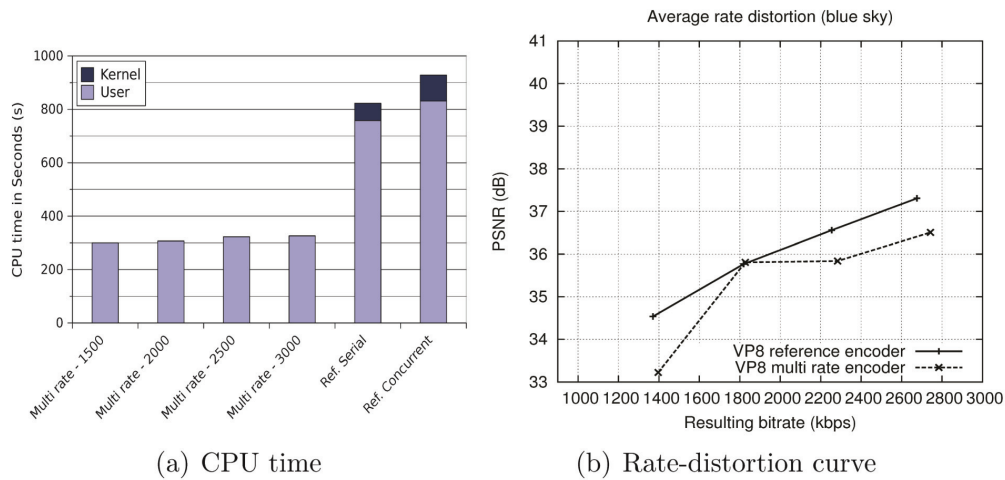 1000
800
600
400
200
0
CPU time in Seconds (s)
Kernel
User
Multi rate - 1500
Multi rate - 2000
Multi rate - 2500
Multi rate - 3000
Ref. Serial
Ref. Concurrent
(a) CPU time
Average rate distortion (blue sky)
41
40
39
38
37
36
35
34
33
PSNR (dB)
VP8 reference encoder
VP8 multi rate encoder
1000 1200 1400 1600 1800 2000 2200 2400 2600 2800 3000
Resulting bitrate (kbps)
(b) Rate-distortion curve